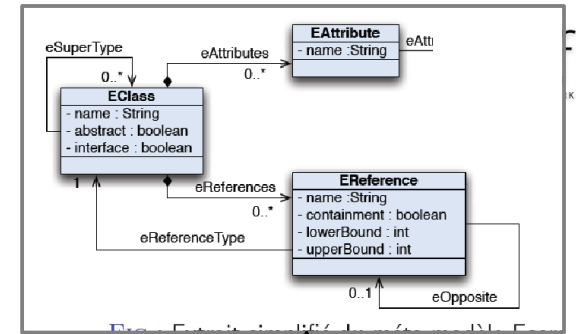 eSuperType
0..*
EClass
- name : String
- abstract : boolean
- interface : boolean
1
eAttributes
0..*
EAttribute
- name :String
eReferences
0..*
eReferenceType
EReference
- name :String
- containment : boolean
- lowerBound : int
- upperBound : int
0..1
eOpposite